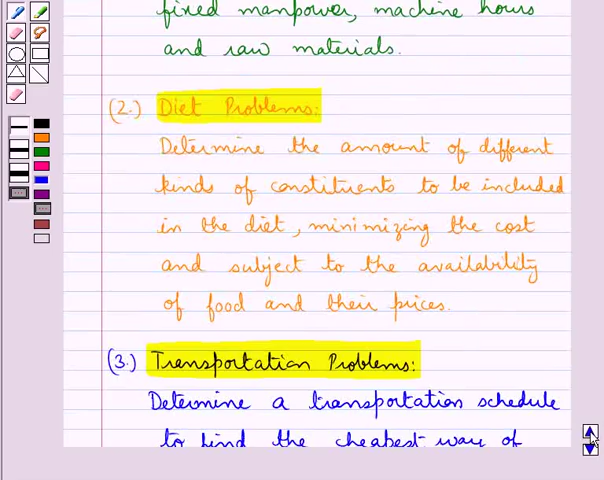 fixed manpower, machine hours
and raw materials.
(2.) Diet Problems:
Determine the amount of different
kinds of constituents to be included
in the diet, minimizing the cost
and subject to the availability
of food and their prices.
(3.) Transportation Problems:
Determine a transportation schedule
to find the cheapest way of